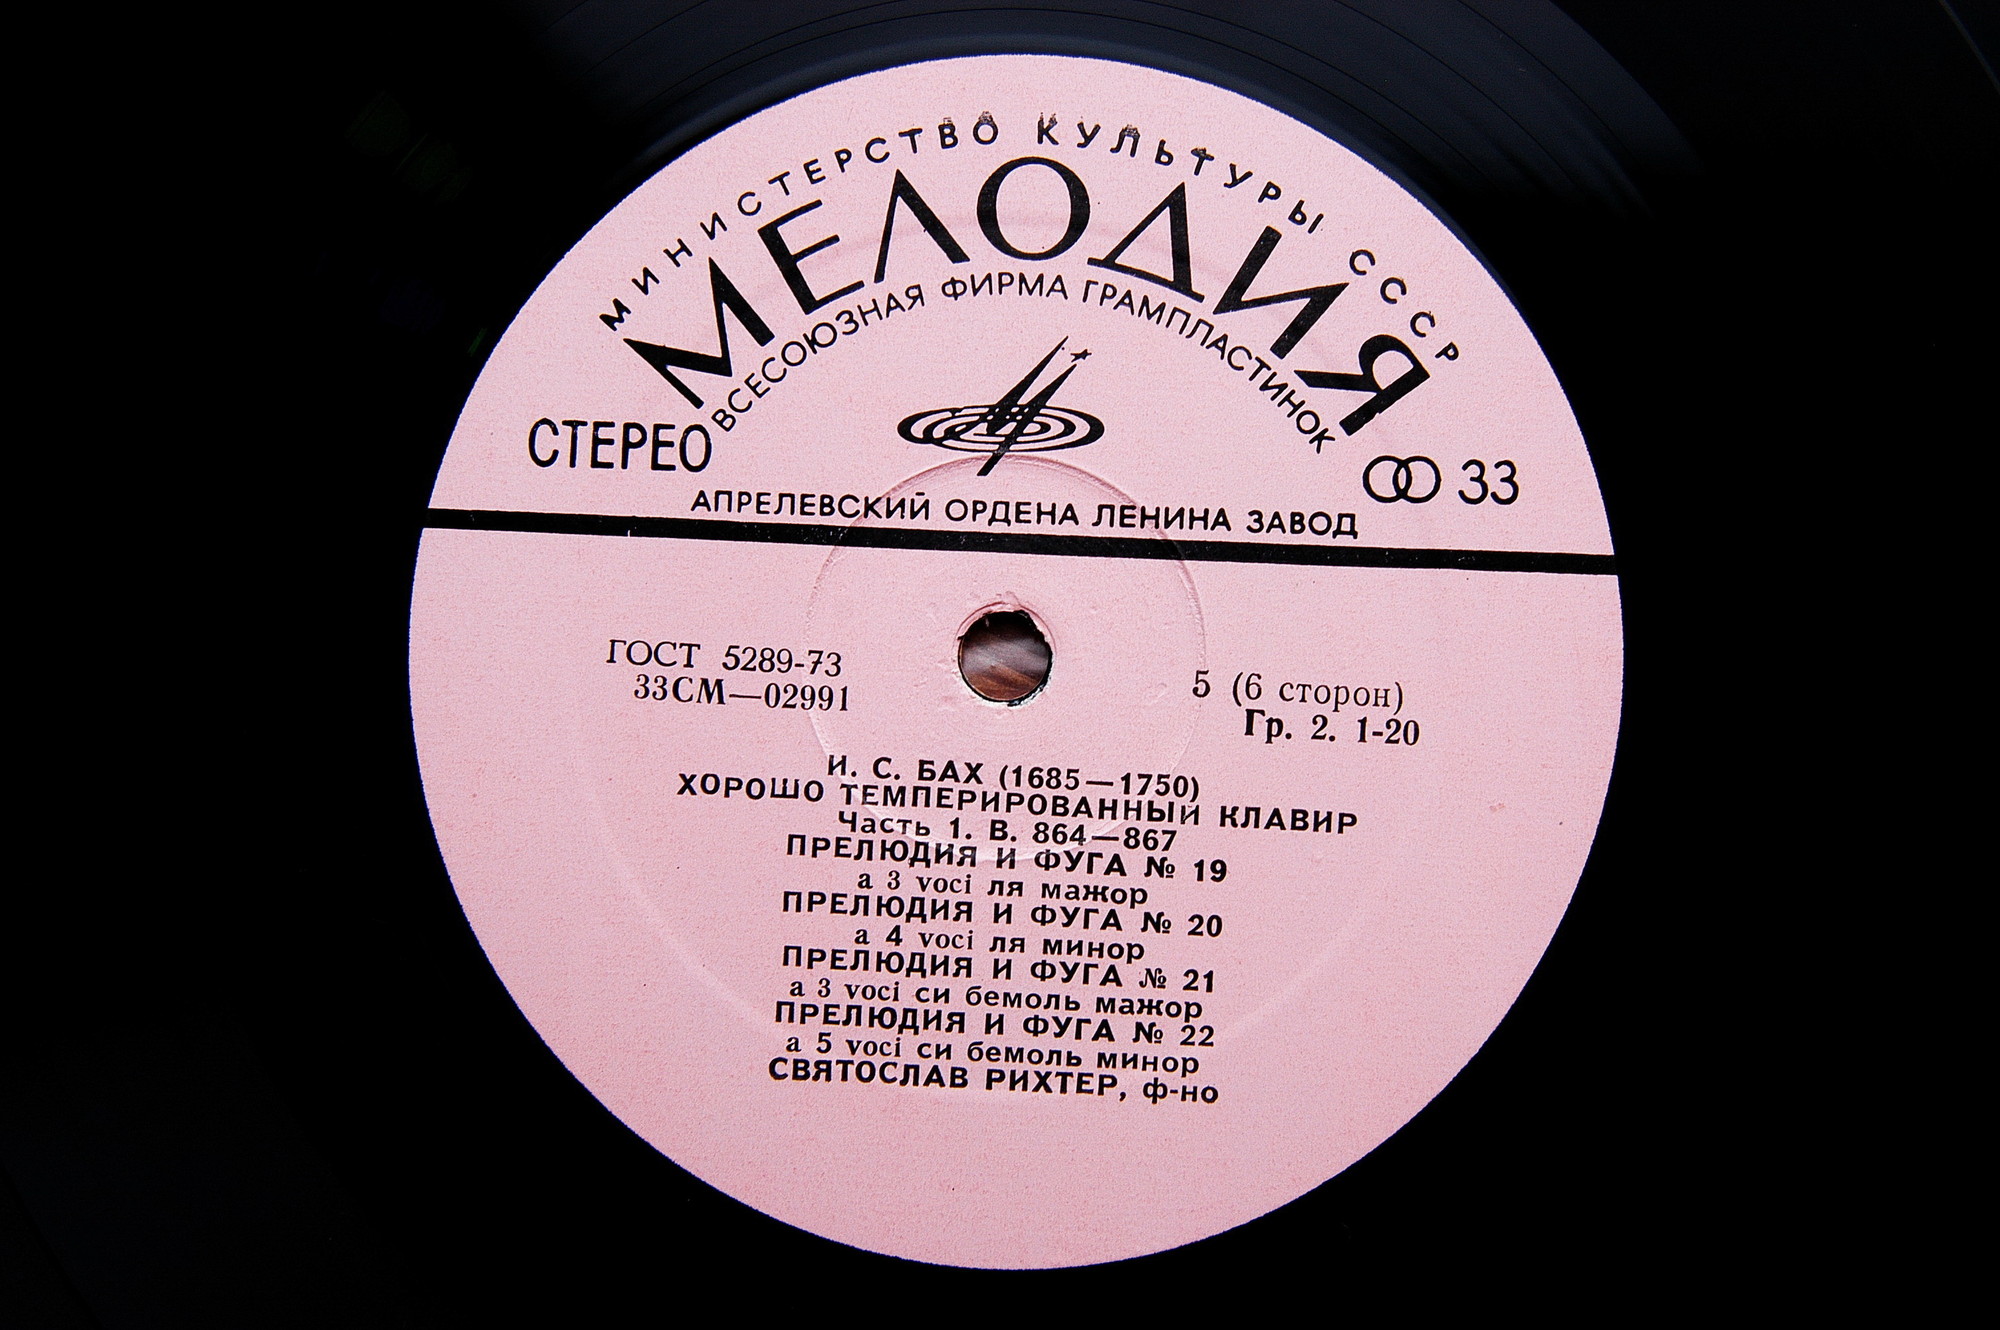 МИНИСТЕРСТВО КУЛЬТУРЫ СССР
МЕЛОДИЯ
ВСЕСОЮЗНАЯ ФИРМА ГРАМПЛАСТИНОК
СТЕРЕО
33
АПРЕЛЕВСКИЙ ОРДЕНА ЛЕНИНА ЗАВОД
ГОСТ 5289-73
33СМ—02991
5 (6 сторон)
Гр. 2. 1-20
И. С. БАХ (1685—1750)
ХОРОШО ТЕМПЕРИРОВАННЫЙ КЛАВИР
Часть 1. В. 864—867
ПРЕЛЮДИЯ И ФУГА № 19
a 3 voci ля мажор
ПРЕЛЮДИЯ И ФУГА № 20
a 4 voci ля минор
ПРЕЛЮДИЯ И ФУГА № 21
a 3 voci си бемоль мажор
ПРЕЛЮДИЯ И ФУГА № 22
a 5 voci си бемоль минор
СВЯТОСЛАВ РИХТЕР, ф-но